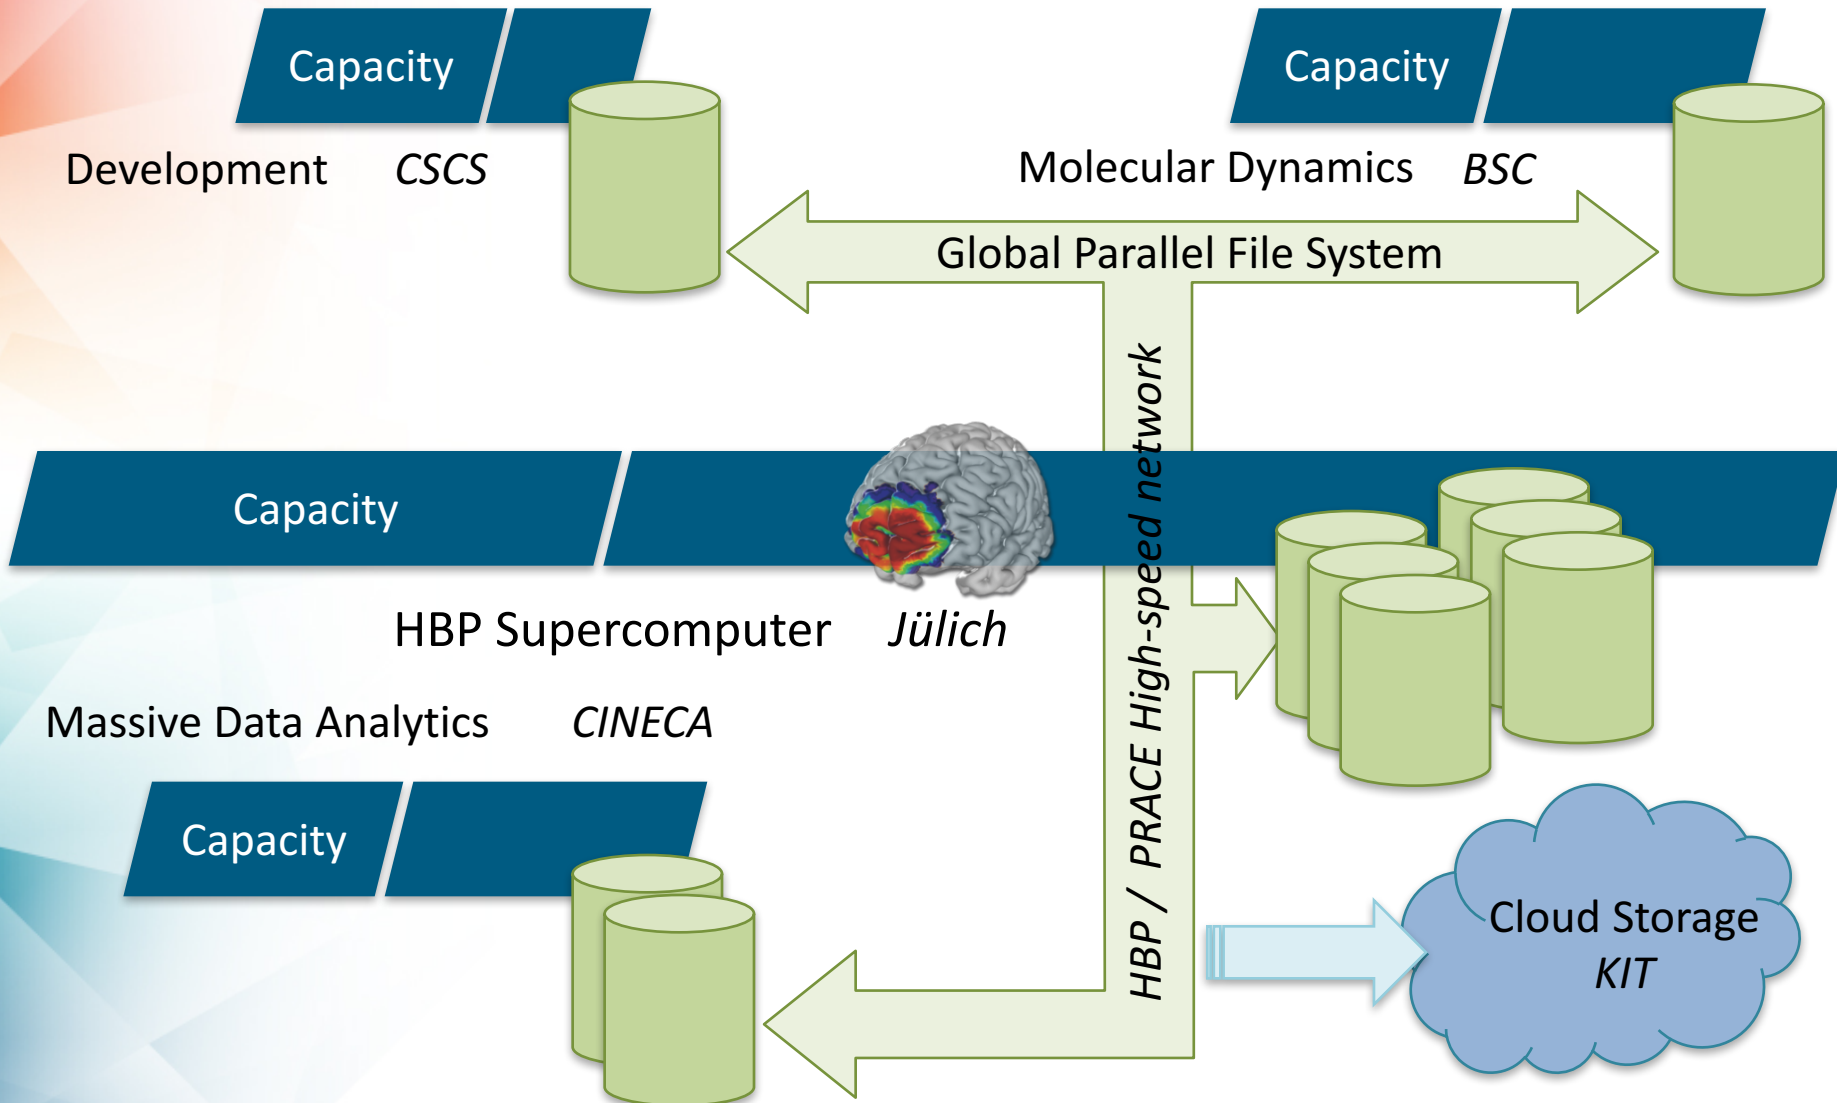 Capacity
Capacity
Development CSCS
Molecular Dynamics BSC
Global Parallel File System
HBP / PRACE High-speed network
Capacity
HBP Supercomputer Jülich
Massive Data Analytics CINECA
Capacity
Cloud Storage
KIT